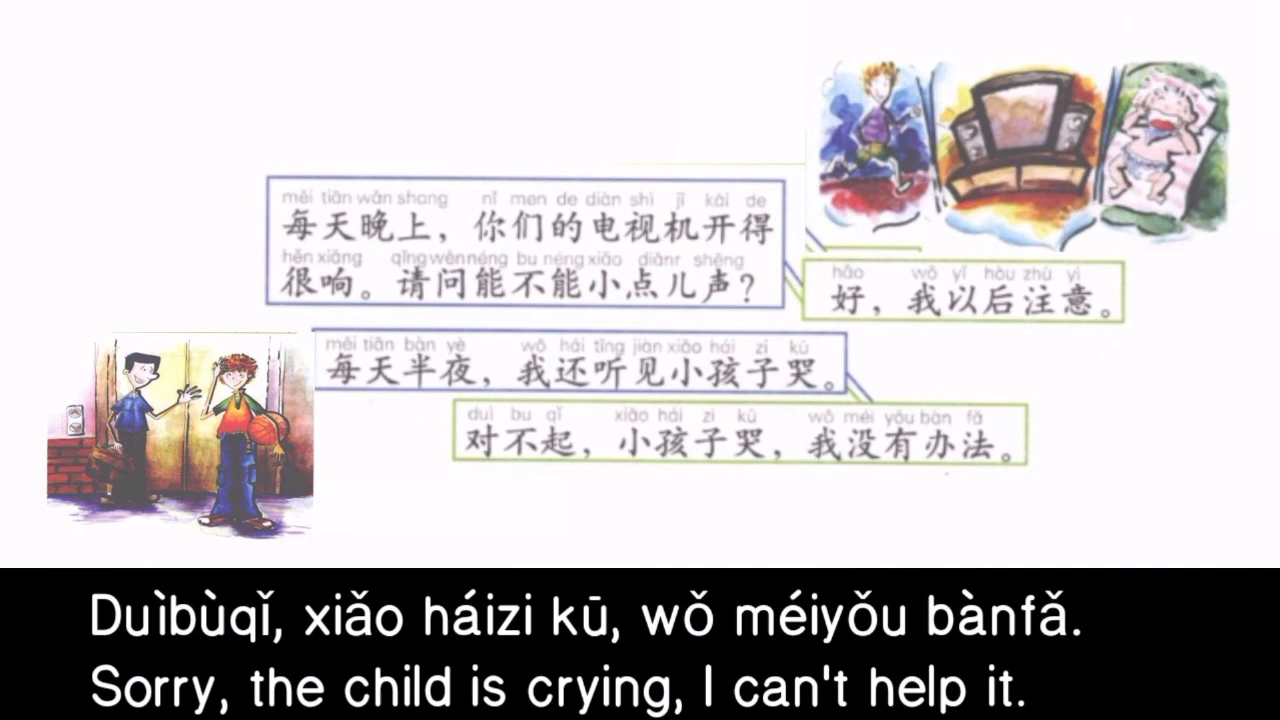 měi tiān wǎn shang nǐ men de diàn shì jī kāi de
每天晚上，你们的电视机开得
hěn xiǎng qǐng wèn néng bu néng xiǎo diǎnr shēng
很响。请问能不能小点儿声？
hǎo wǒ yǐ hòu zhù yì
好，我以后注意。
měi tiān bàn yè wǒ hái tīng jiàn xiǎo hái zi kū
每天半夜，我还听见小孩子哭。
duì bu qǐ xiǎo hái zi kū wǒ méi yǒu bàn fǎ
对不起，小孩子哭，我没有办法。
Duìbùqǐ, xiǎo háizi kū, wǒ méiyǒu bànfǎ.
Sorry, the child is crying, I can't help it.